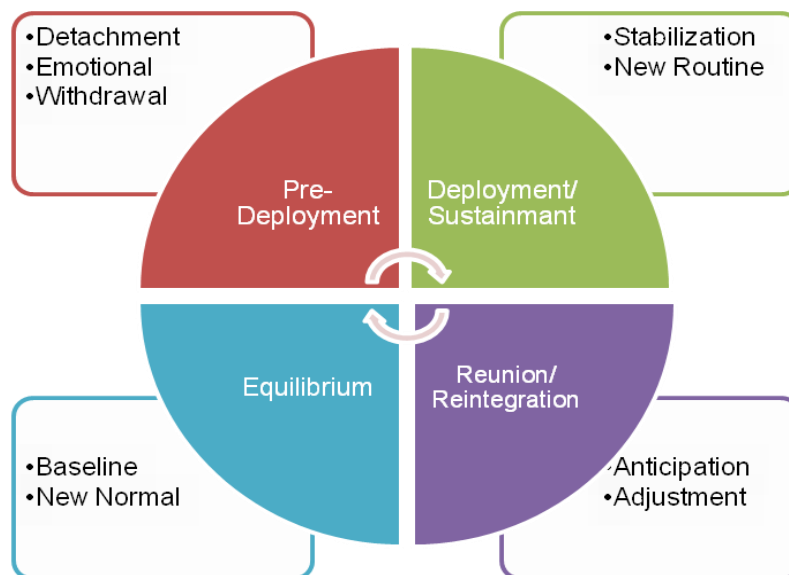 •Detachment
•Emotional
•Withdrawal
•Stabilization
•New Routine
Pre-
Deployment
Deployment/
Sustainmant
Equilibrium
Reunion/
Reintegration
•Baseline
•New Normal
•Anticipation
•Adjustment